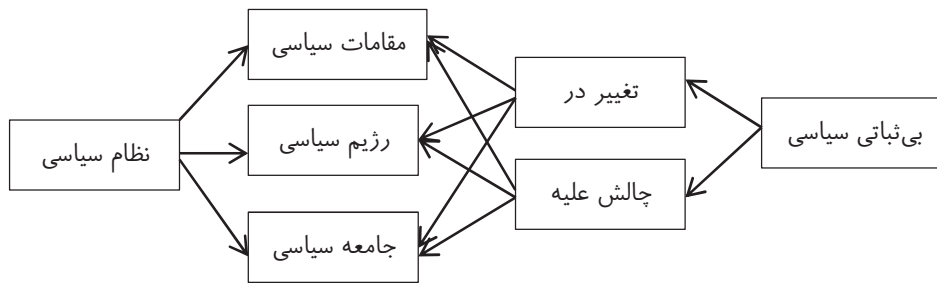 بی‌ثباتی سیاسی
تغییر در
چالش علیه
مقامات سیاسی
رژیم سیاسی
جامعه سیاسی
نظام سیاسی